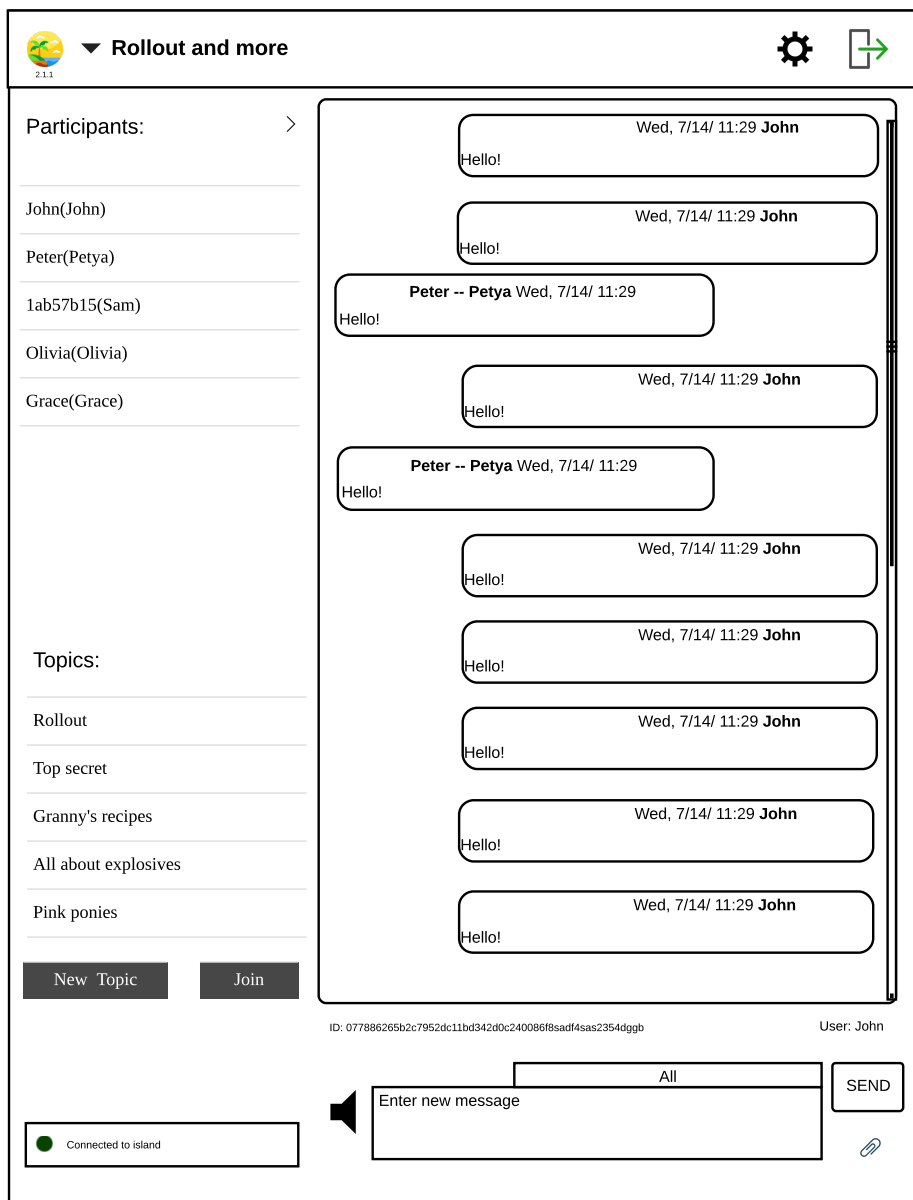 Rollout and more
2.1.1
Participants:
John(John)
Peter(Petya)
1ab57b15(Sam)
Olivia(Olivia)
Grace(Grace)
Topics:
Rollout
Top secret
Granny's recipes
All about explosives
Pink ponies
New Topic
Join
Connected to island
Wed, 7/14/ 11:29 John
Hello!
Wed, 7/14/ 11:29 John
Hello!
Peter -- Petya Wed, 7/14/ 11:29
Hello!
Wed, 7/14/ 11:29 John
Hello!
Peter -- Petya Wed, 7/14/ 11:29
Hello!
Wed, 7/14/ 11:29 John
Hello!
Wed, 7/14/ 11:29 John
Hello!
Wed, 7/14/ 11:29 John
Hello!
Wed, 7/14/ 11:29 John
Hello!
Wed, 7/14/ 11:29 John
Hello!
ID: 077886265b2c7952dc11bd342d0c240086f8sadf4sas2354dggb
User: John
All
Enter new message
SEND